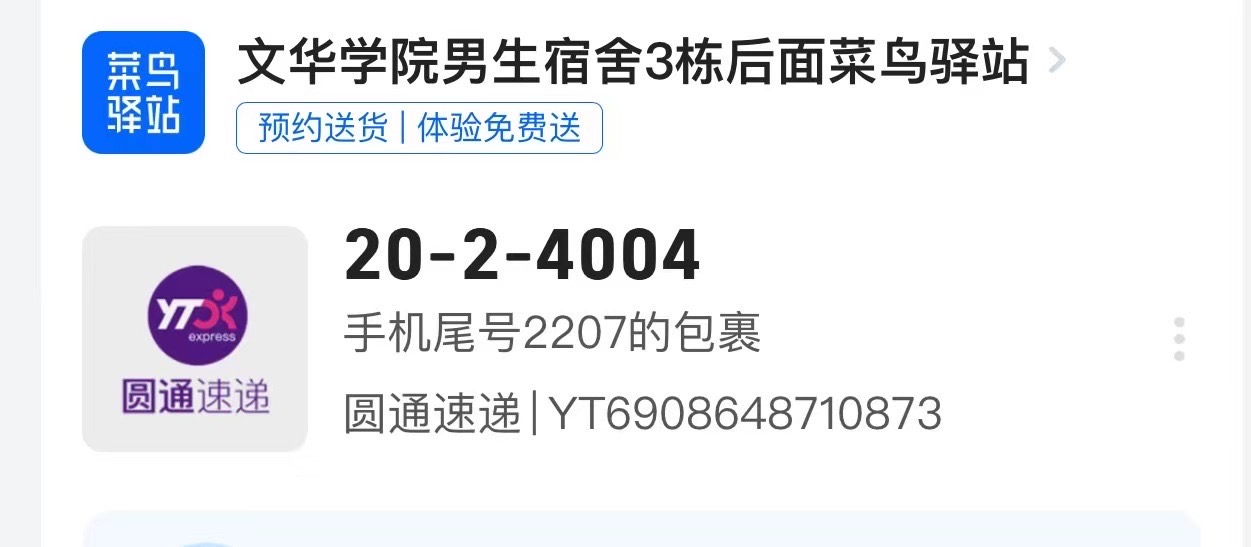 菜鸟
驿站
文华学院男生宿舍3栋后面菜鸟驿站
预约送货 | 体验免费送
YTO
express
圆通速递
20-2-4004
手机尾号2207的包裹
圆通速递 | YT6908648710873